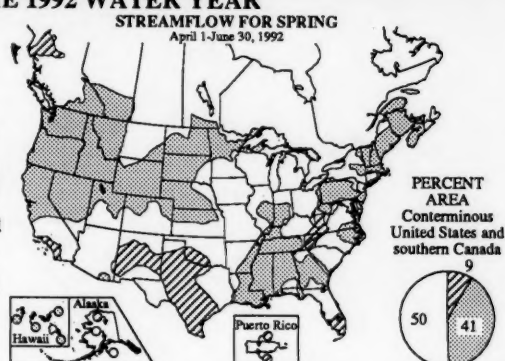 THE 1992 WATER YEAR
STREAMFLOW FOR SPRING
April 1-June 30, 1992
PERCENT
AREA
Conterminous
United States and
southern Canada
9
50
41
Alaska
Hawaii
Puerto Rico